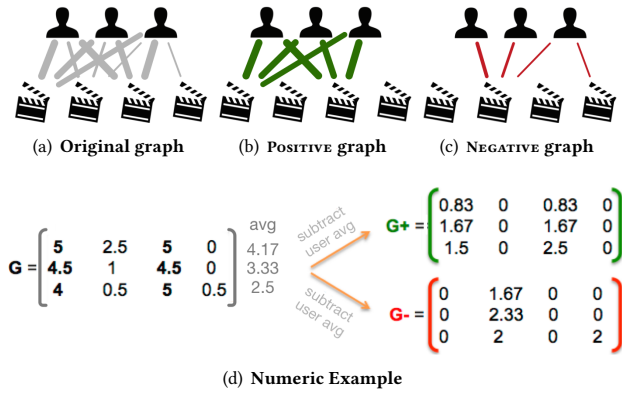 (a) Original graph
(b) Positive graph
(c) Negative graph
avg
G = 5 2.5 5 0 4.17
4.5 1 4.5 0 3.33
4 0.5 5 0.5 2.5
subtract
user avg
subtract
user avg
G+ = 0.83 0 0.83 0
1.67 0 1.67 0
1.5 0 2.5 0
G- = 0 1.67 0 0
0 2.33 0 0
0 2 0 2
(d) Numeric Example